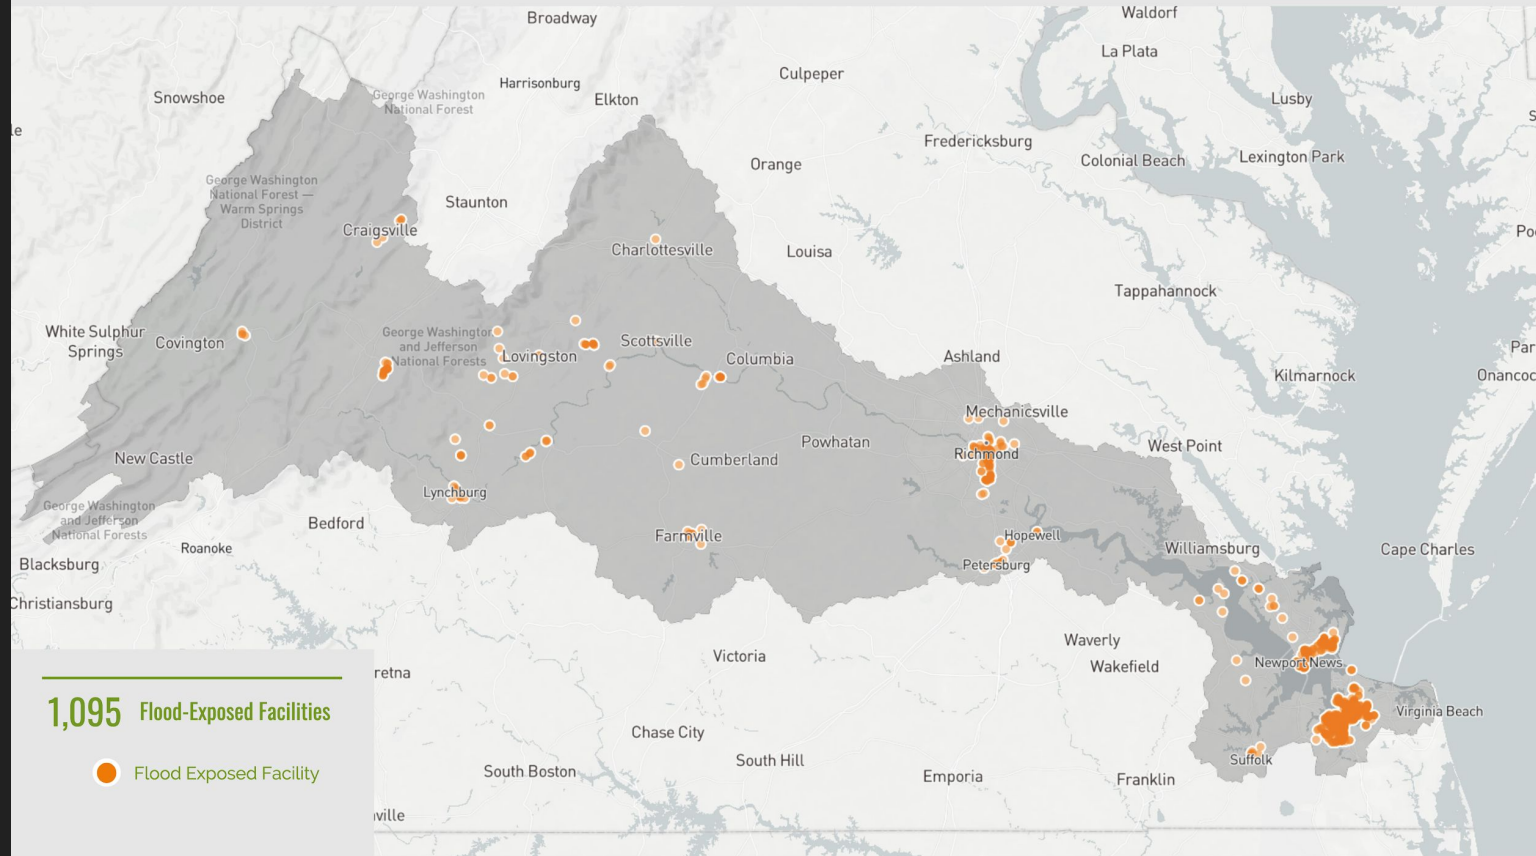 Broadway
Waldorf
La Plata
Culpeper
Harrisonburg
Snowshoe
George Washington
National Forest
Elkton
Lusby
le
Fredericksburg
Colonial Beach
Lexington Park
Orange
George Washington
National Forest —
Warm Springs
District
Staunton
Craigsville
Charlottesville
Louisa
Tappahannock
White Sulphur
Springs
Covington
George Washington
and Jefferson
National Forests
Lovingston
Scottsville
Columbia
Ashland
Kilmarnock
Onancoc
Mechanicsville
New Castle
Cumberland
Powhatan
Richmond
West Point
George Washington
and Jefferson
National Forests
Lynchburg
Bedford
Farmville
Hopewell
Petersburg
Williamsburg
Cape Charles
Roanoke
Blacksburg
Christiansburg
Waverly
Wakefield
Newport News
Victoria
retna
Virginia Beach
1,095 Flood-Exposed Facilities
Flood Exposed Facility
Chase City
South Hill
South Boston
Emporia
Franklin
Suffolk
ville